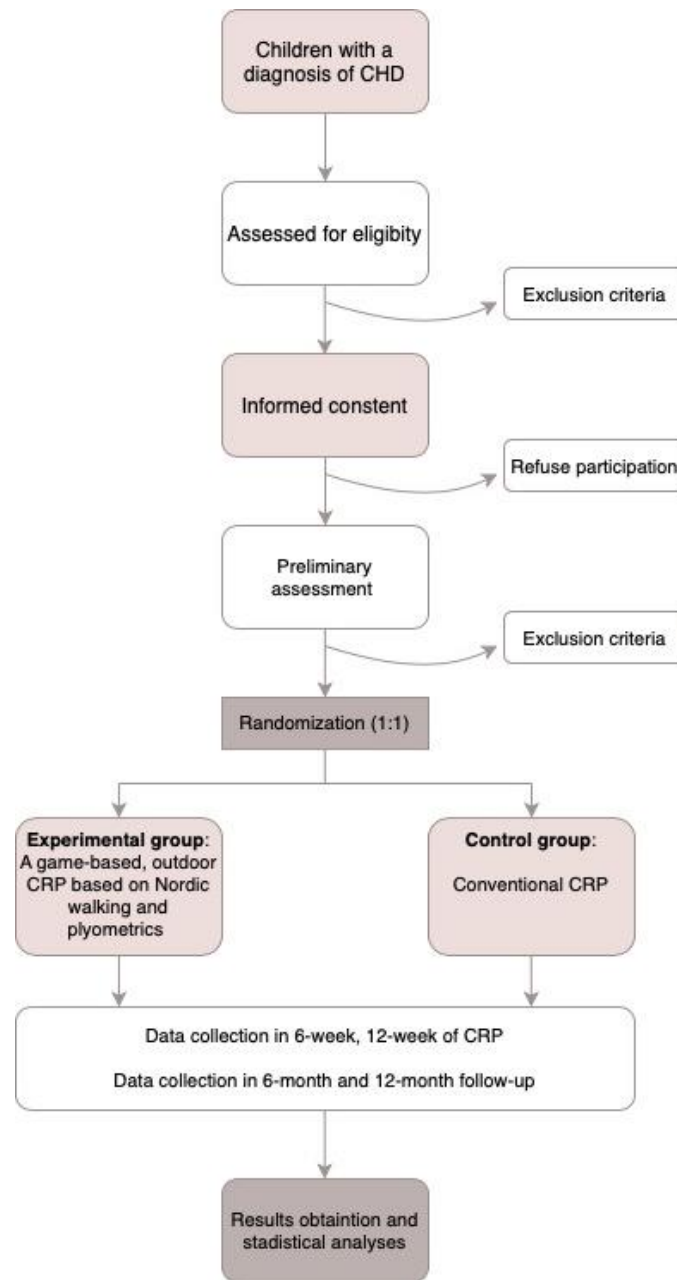 Children with a
diagnosis of CHD
Assessed for eligibity
Exclusion criteria
Informed constent
Refuse participation
Preliminary
assessment
Exclusion criteria
Randomization (1:1)
Experimental group:
A game-based, outdoor
CRP based on Nordic
walking and
plyometrics
Control group:
Conventional CRP
Data collection in 6-week, 12-week of CRP
Data collection in 6-month and 12-month follow-up
Results obtaintion and
stadistical analyses